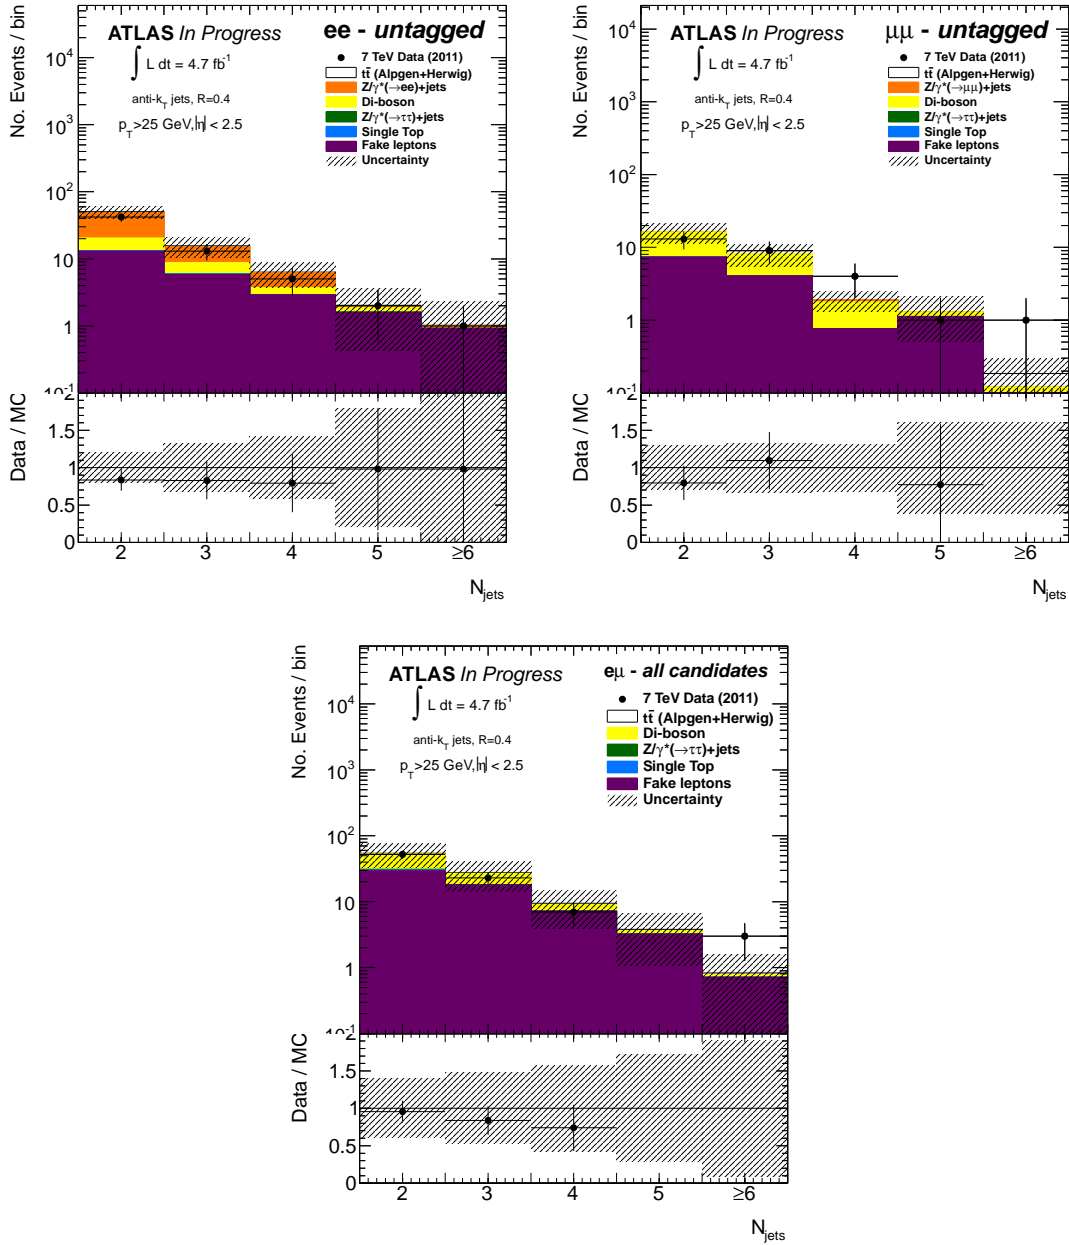 ATLAS In Progress
ee - untagged
∫ L dt = 4.7 fb⁻¹
anti-k_T jets, R=0.4
p_T>25 GeV,|η| < 2.5
7 TeV Data (2011)
tt̄ (Alpgen+Herwig)
Z/γ*(→ee)+jets
Di-boson
Z/γ*(→ττ)+jets
Single Top
Fake leptons
Uncertainty
No. Events / bin
10⁴
10³
10²
10
1
10⁻¹
Data / MC
2
1.5
1
0.5
0
2 3 4 5 ≥6
N_jets
ATLAS In Progress
μμ - untagged
∫ L dt = 4.7 fb⁻¹
anti-k_T jets, R=0.4
p_T>25 GeV,|η| < 2.5
7 TeV Data (2011)
tt̄ (Alpgen+Herwig)
Z/γ*(→μμ)+jets
Di-boson
Z/γ*(→ττ)+jets
Single Top
Fake leptons
Uncertainty
No. Events / bin
10⁴
10³
10²
10
1
10⁻¹
Data / MC
2
1.5
1
0.5
0
2 3 4 5 ≥6
N_jets
ATLAS In Progress
eμ - all candidates
∫ L dt = 4.7 fb⁻¹
anti-k_T jets, R=0.4
p_T>25 GeV,|η| < 2.5
7 TeV Data (2011)
tt̄ (Alpgen+Herwig)
Di-boson
Z/γ*(→ττ)+jets
Single Top
Fake leptons
Uncertainty
No. Events / bin
10⁴
10³
10²
10
1
10⁻¹
Data / MC
2
1.5
1
0.5
0
2 3 4 5 ≥6
N_jets